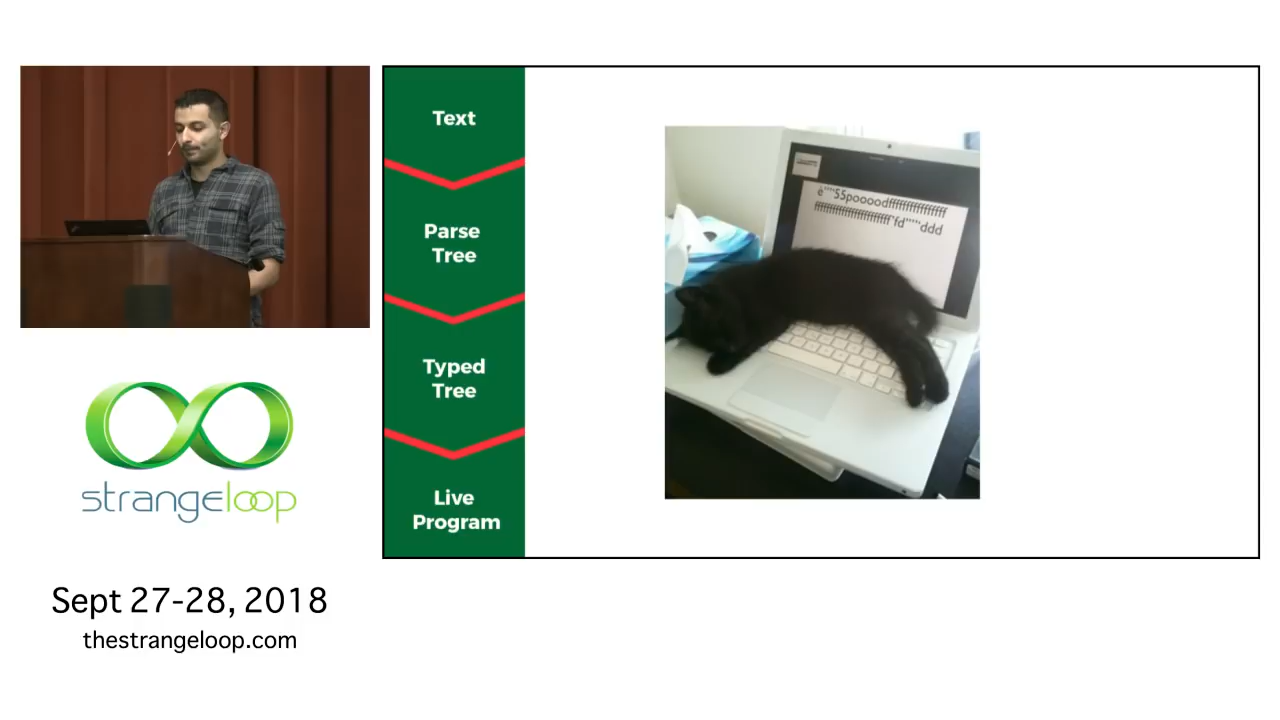 Text
Parse
Tree
Typed
Tree
Live
Program
strangeloop
Sept 27-28, 2018
thestrangeloop.com